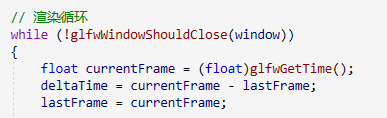 // 渲染循环
while (!glfwWindowShouldClose(window))
{
    float currentFrame = (float)glfwGetTime();
    deltaTime = currentFrame - lastFrame;
    lastFrame = currentFrame;